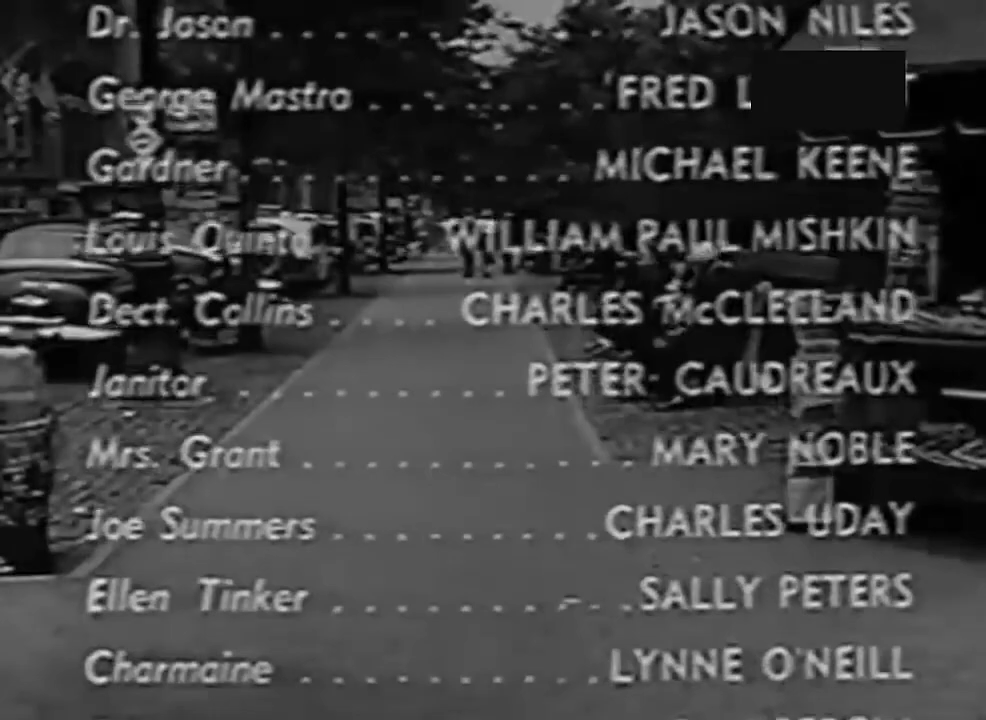 Dr. Jason . . . . . . . . . . . . . JASON NILES
George Mastro . . . . . . . . . FRED
Gardner . . . . . . . . . . . . MICHAEL KEENE
Louis Quinto . . . . WILLIAM PAUL MISHKIN
Dect. Collins . . . . . CHARLES McCLELLAND
Janitor . . . . . . . . . . PETER CAUDREAUX
Mrs. Grant . . . . . . . . . . . . MARY NOBLE
Joe Summers . . . . . . . . . . CHARLES UDAY
Ellen Tinker . . . . . . . . . . . SALLY PETERS
Charmaine . . . . . . . . . . . LYNNE O'NEILL